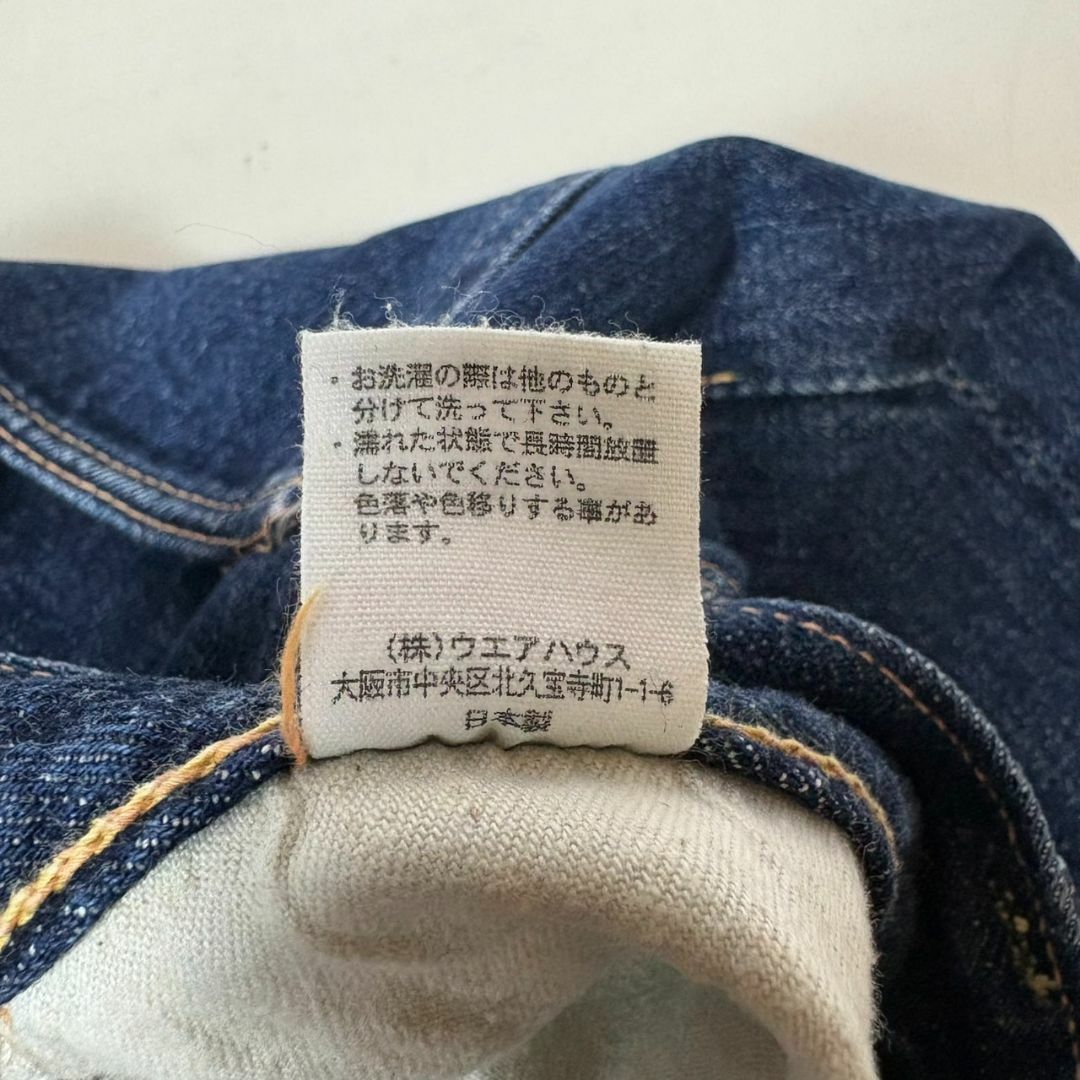 ・お洗濯の際は他のものと
分けて洗って下さい。
・濡れた状態で長時間放置
しないでください。
色落や色移りする事があ
ります。
(株)ウエアハウス
大阪市中央区北久宝寺町1-1-6
日本製